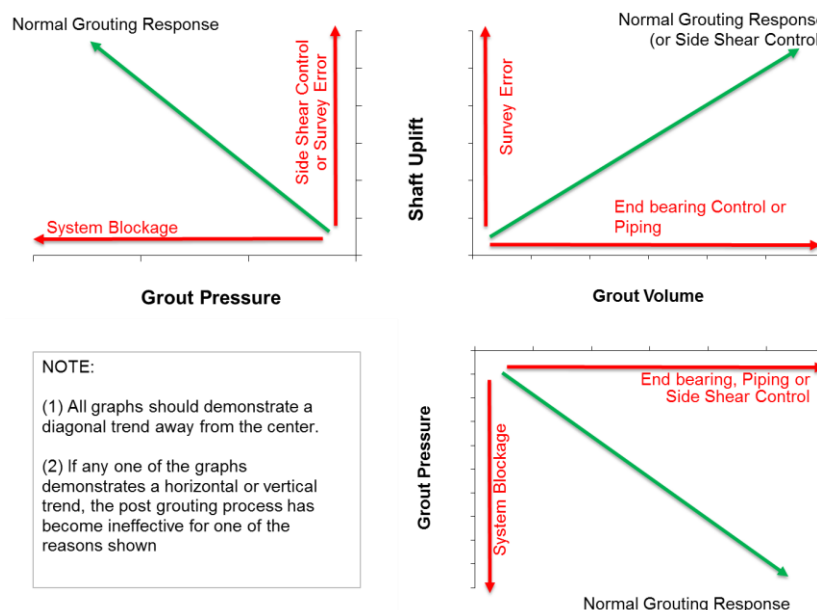 Normal Grouting Response
Side Shear Control
or Survey Error
System Blockage
Grout Pressure
Shaft Uplift
Normal Grouting Response
(or Side Shear Control
Survey Error
End bearing Control or
Piping
Grout Volume
NOTE:
(1) All graphs should demonstrate a
diagonal trend away from the center.
(2) If any one of the graphs
demonstrates a horizontal or vertical
trend, the post grouting process has
become ineffective for one of the
reasons shown
Grout Pressure
End bearing, Piping or
Side Shear Control
System Blockage
Normal Grouting Response